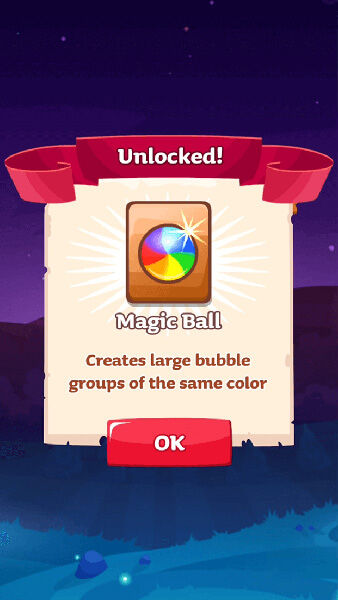 Unlocked!
Magic Ball
Creates large bubble
groups of the same color
OK